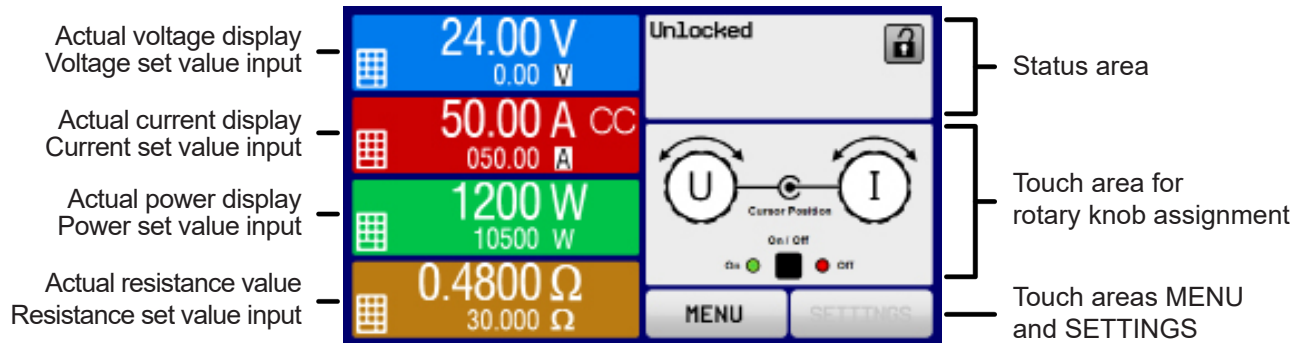 Actual voltage display
Voltage set value input
Actual current display
Current set value input
Actual power display
Power set value input
Actual resistance value
Resistance set value input
24.00 V
0.00 V
50.00 A CC
050.00 A
1200 W
10500 W
0.4800 Ω
30.000 Ω
Unlocked
U
I
Cursor Position
On / Off
On
Off
MENU
SETTINGS
Status area
Touch area for
rotary knob assignment
Touch areas MENU
and SETTINGS